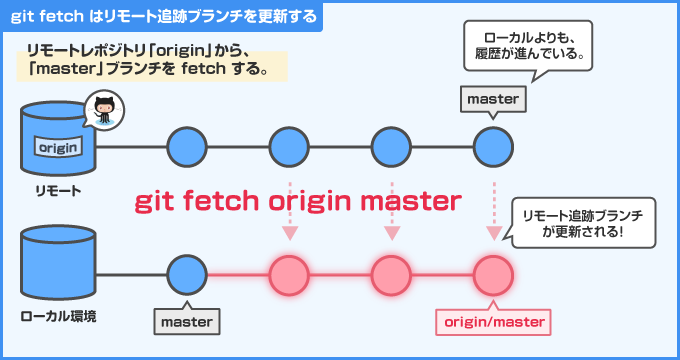 git fetch はリモート追跡ブランチを更新する
リモートレポジトリ「origin」から、
「master」ブランチを fetch する。
ローカルよりも、
履歴が進んでいる。
master
origin
リモート
git fetch origin master
リモート追跡ブランチ
が更新される!
ローカル環境
master
origin/master